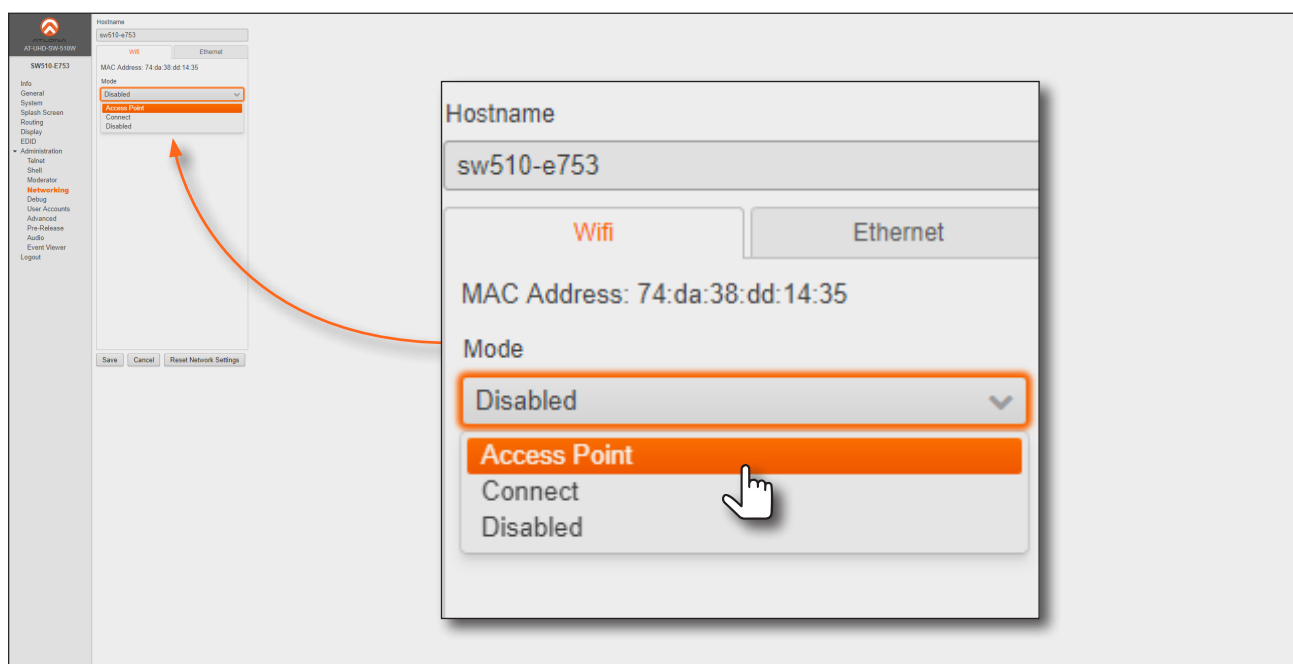 ATLONA
AT-UHD-SW-510W
SW510-E753
Info
General
System
Splash Screen
Routing
Display
EDID
Administration
Telnet
Shell
Moderator
Networking
Debug
User Accounts
Advanced
Pre-Release
Audio
Event Viewer
Logout
Hostname
sw510-e753
Wifi Ethernet
MAC Address: 74:da:38:dd:14:35
Mode
Disabled
Access Point
Connect
Disabled
Save Cancel Reset Network Settings
Hostname
sw510-e753
Wifi Ethernet
MAC Address: 74:da:38:dd:14:35
Mode
Disabled
Access Point
Connect
Disabled